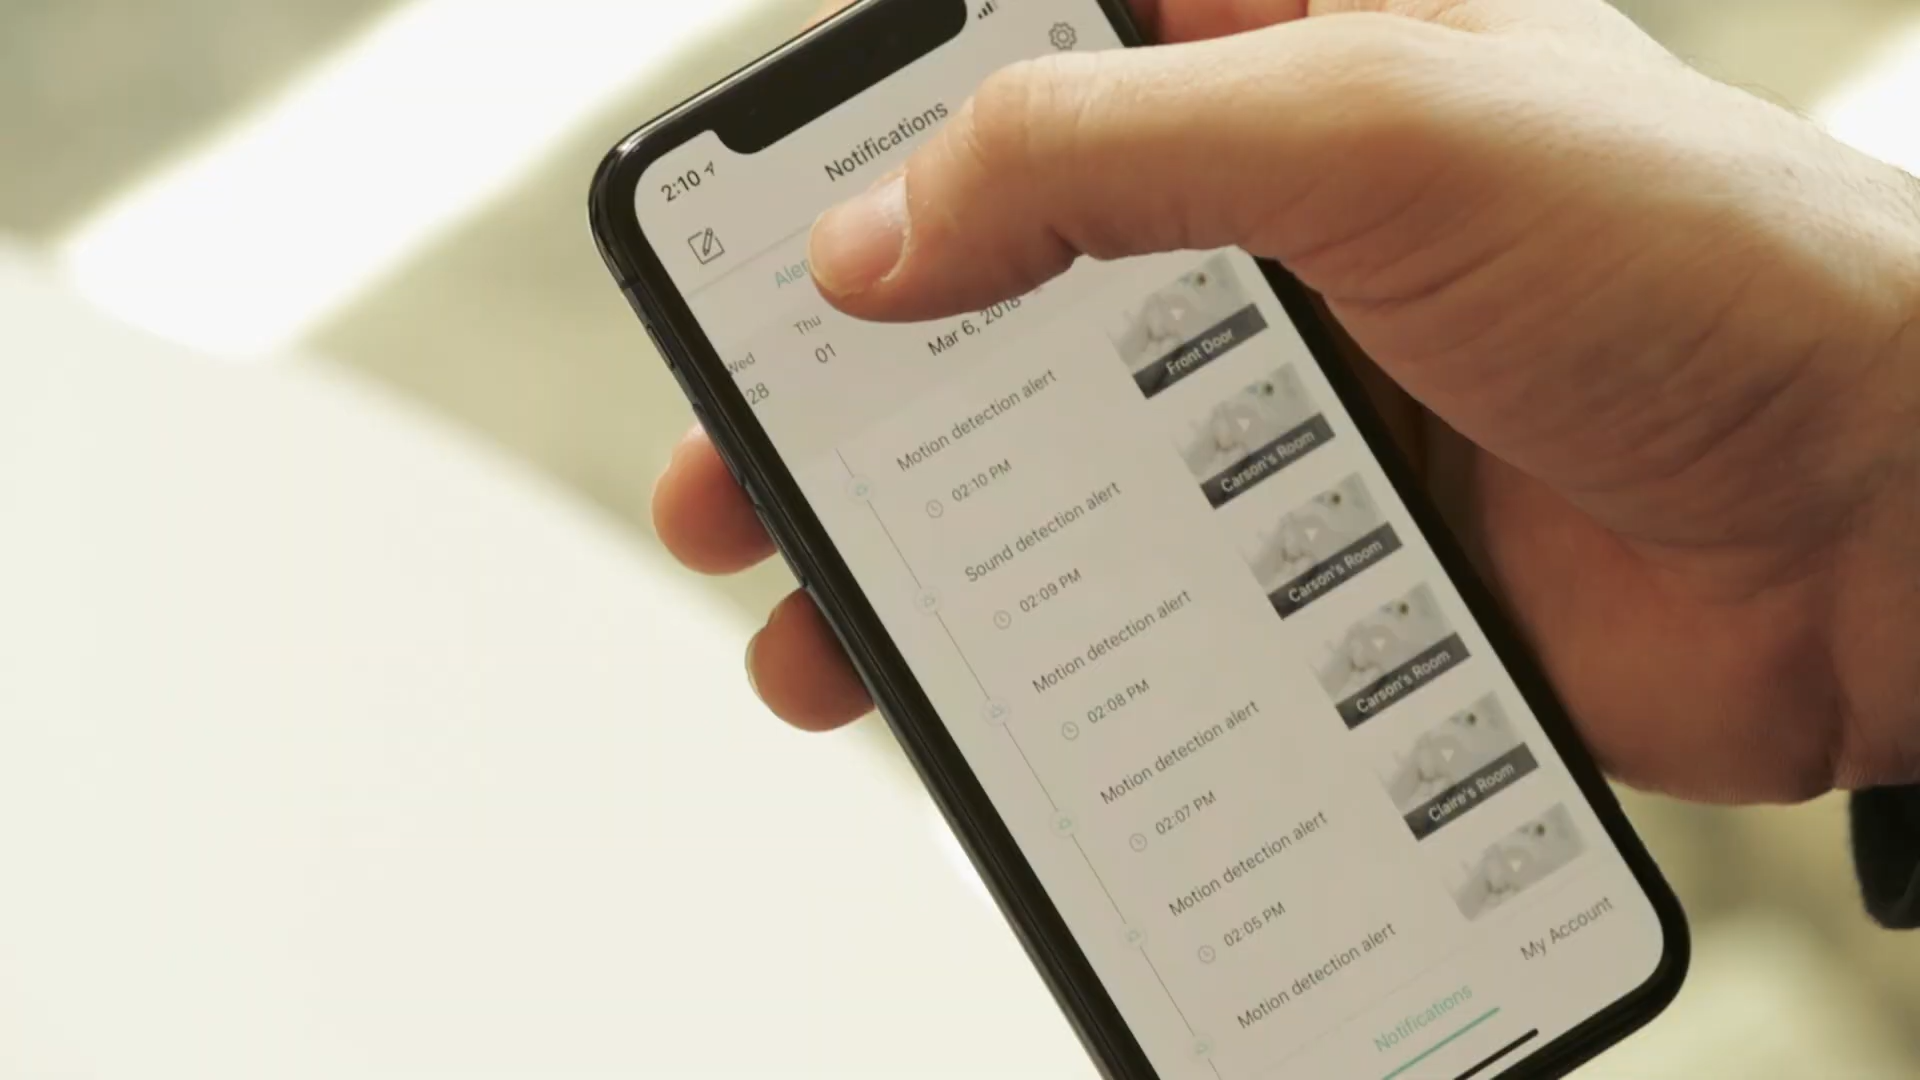 2:10
Notifications
Aler
Wed
28
Thu
01
Mar 6, 2018
Motion detection alert
02:10 PM
Front Door
Sound detection alert
02:09 PM
Carson's Room
Motion detection alert
02:08 PM
Carson's Room
Motion detection alert
02:07 PM
Carson's Room
Motion detection alert
02:05 PM
Claire's Room
Motion detection alert
Notifications
My Account